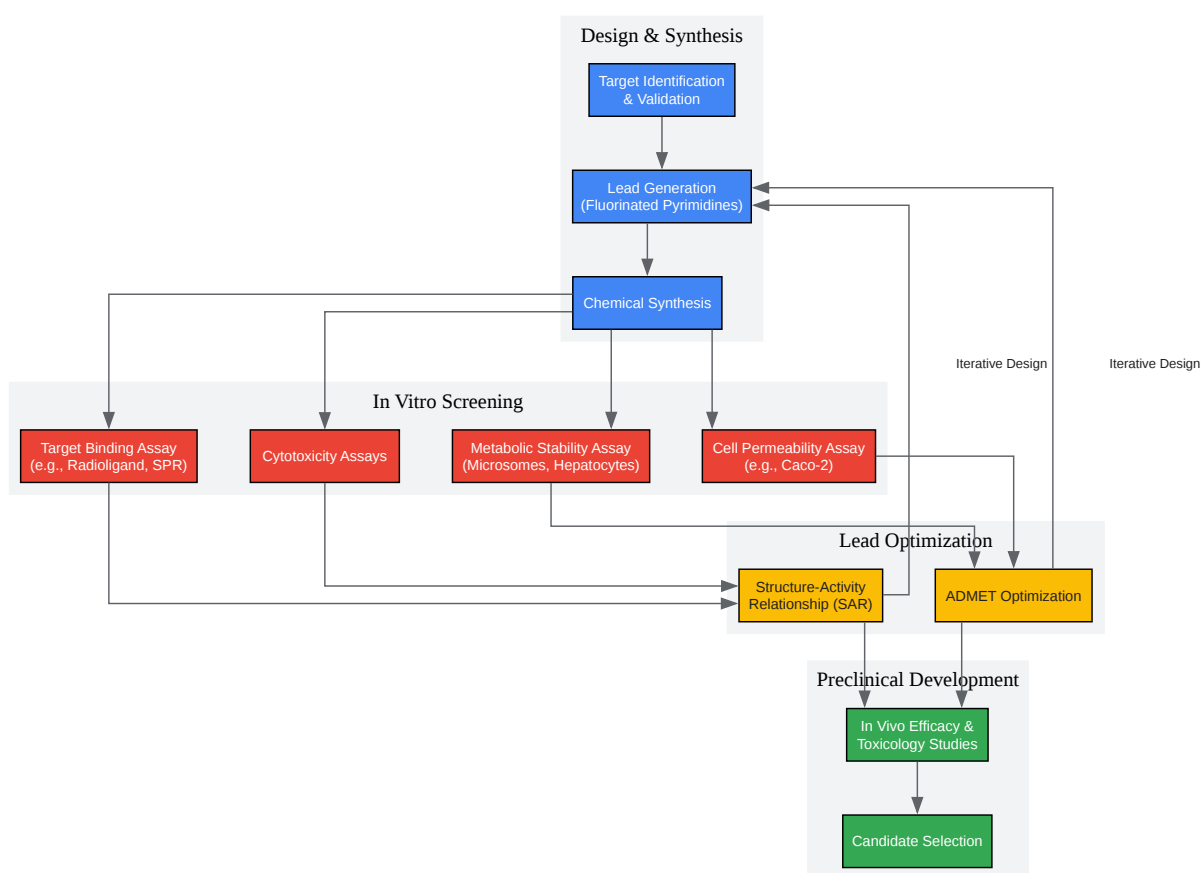 Design & Synthesis
Target Identification
& Validation
Lead Generation
(Fluorinated Pyrimidines)
Chemical Synthesis
Iterative Design
Iterative Design
In Vitro Screening
Target Binding Assay
(e.g., Radioligand, SPR)
Cytotoxicity Assays
Metabolic Stability Assay
(Microsomes, Hepatocytes)
Cell Permeability Assay
(e.g., Caco-2)
Lead Optimization
Structure-Activity
Relationship (SAR)
ADMET Optimization
Preclinical Development
In Vivo Efficacy &
Toxicology Studies
Candidate Selection